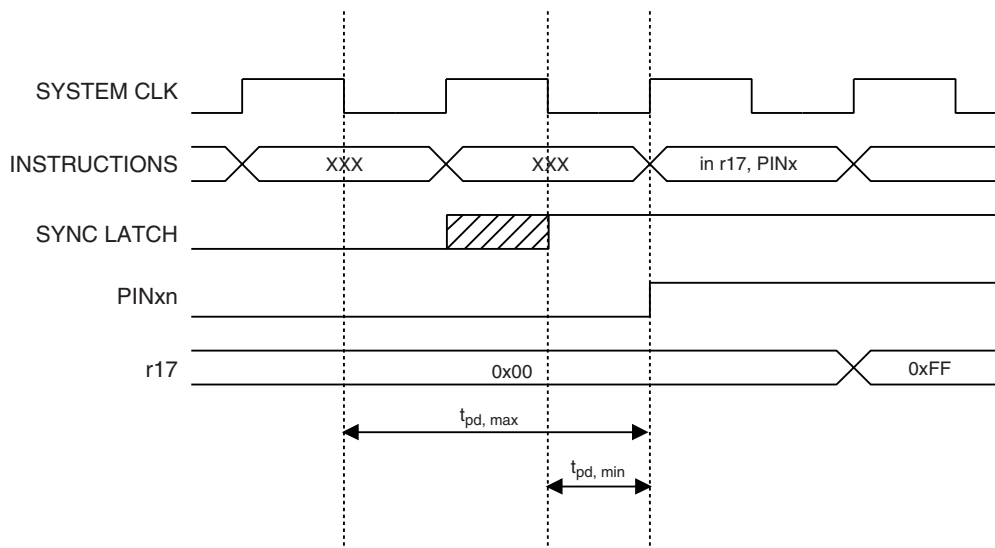 SYSTEM CLK
INSTRUCTIONS XXX XXX in r17, PINx
SYNC LATCH
PINxn
r17 0x00 0xFF
tpd, max
tpd, min